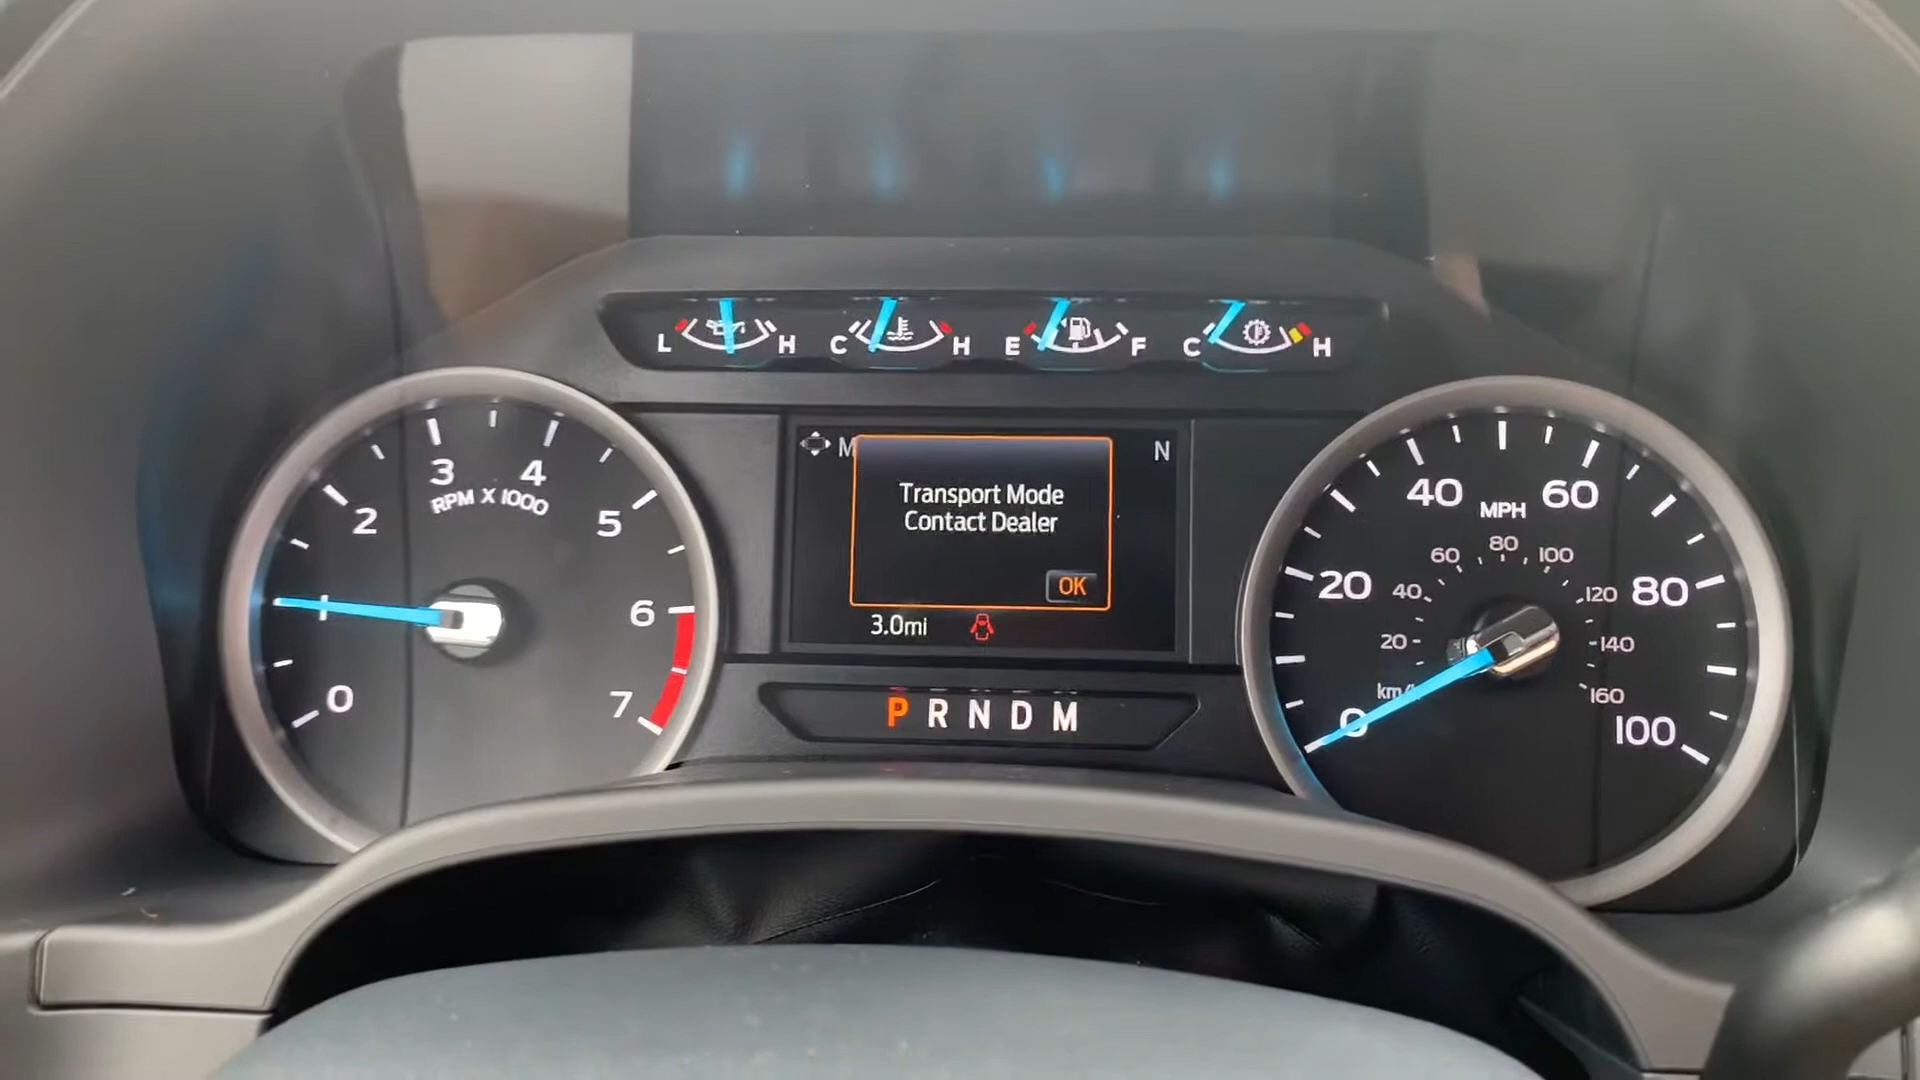 L H C H E F C H
0 1 2 3 4 5 6 7
RPM X 1000
M N
Transport Mode
Contact Dealer
OK
3.0mi
P R N D M
0 20 40 60 80 100
MPH
20 40 60 80 100 120 140 160